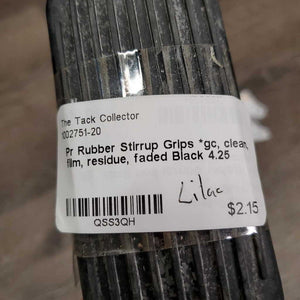 The Tack Collector
1002751-20
Pr Rubber Stirrup Grips *gc, clean,
film, residue, faded Black 4.25
Lilac
QSS3QH
$2.15